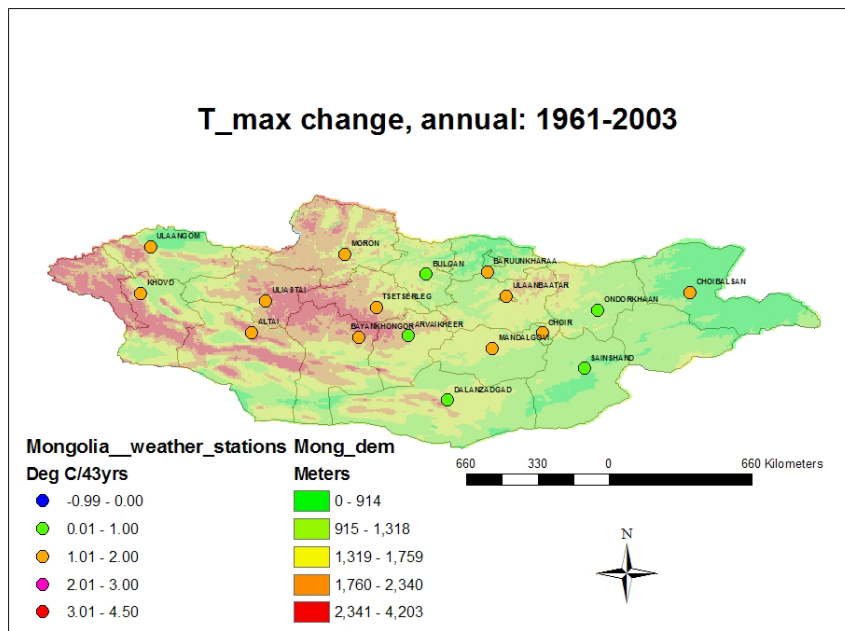 T_max change, annual: 1961-2003
ULAANGOM
MORON
BARUUNKHARAA
BULGAN
KHOVD
ULIASTAI
ULAANBAATAR
CHOIBALSAN
TSETSERLEG
ONDORKHAAN
ALTAI
BAYANKHONGOR
ARVAIKHEER
CHOIR
MANDALGOVI
SAINSHAND
DALANZADGAD
Mongolia__weather_stations
Deg C/43yrs
-0.99 - 0.00
0.01 - 1.00
1.01 - 2.00
2.01 - 3.00
3.01 - 4.50
Mong_dem
Meters
0 - 914
915 - 1,318
1,319 - 1,759
1,760 - 2,340
2,341 - 4,203
660 330 0 660 Kilometers
N